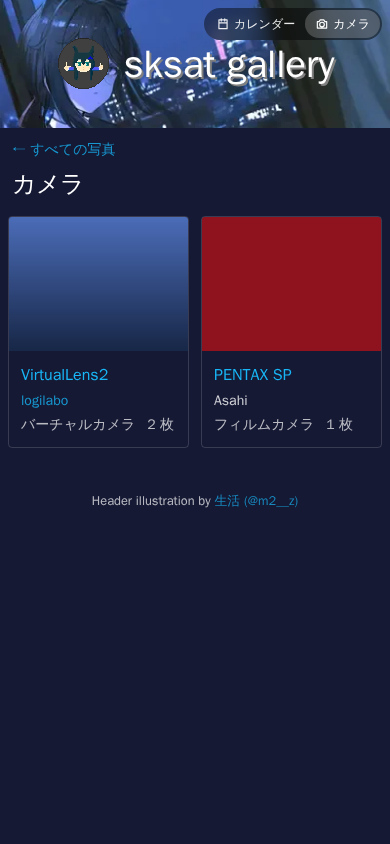 カレンダー
カメラ
sksat gallery
← すべての写真
カメラ
VirtualLens2
logilabo
バーチャルカメラ 2 枚
PENTAX SP
Asahi
フィルムカメラ 1 枚
Header illustration by 生活 (@m2__z)